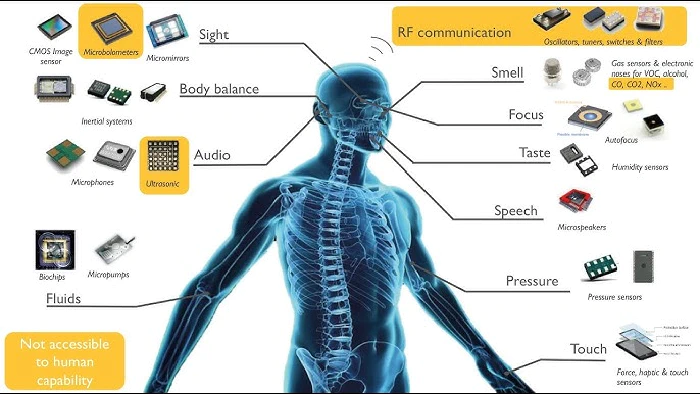 Sight
CMOS Image
sensor
Microbolometers
Micromirrors
Body balance
Inertial systems
Audio
Microphones
Ultrasonic
Biochips
Micropumps
Fluids
Not accessible
to human
capability
RF communication
Oscillators, tuners, switches & filters
Smell
Gas sensors & electronic
noses for VOC, alcohol,
CO, CO2, NOx ..
Focus
Autofocus
Taste
Humidity sensors
Speech
Microspeakers
Pressure
Pressure sensors
Touch
Force, haptic & touch
sensors